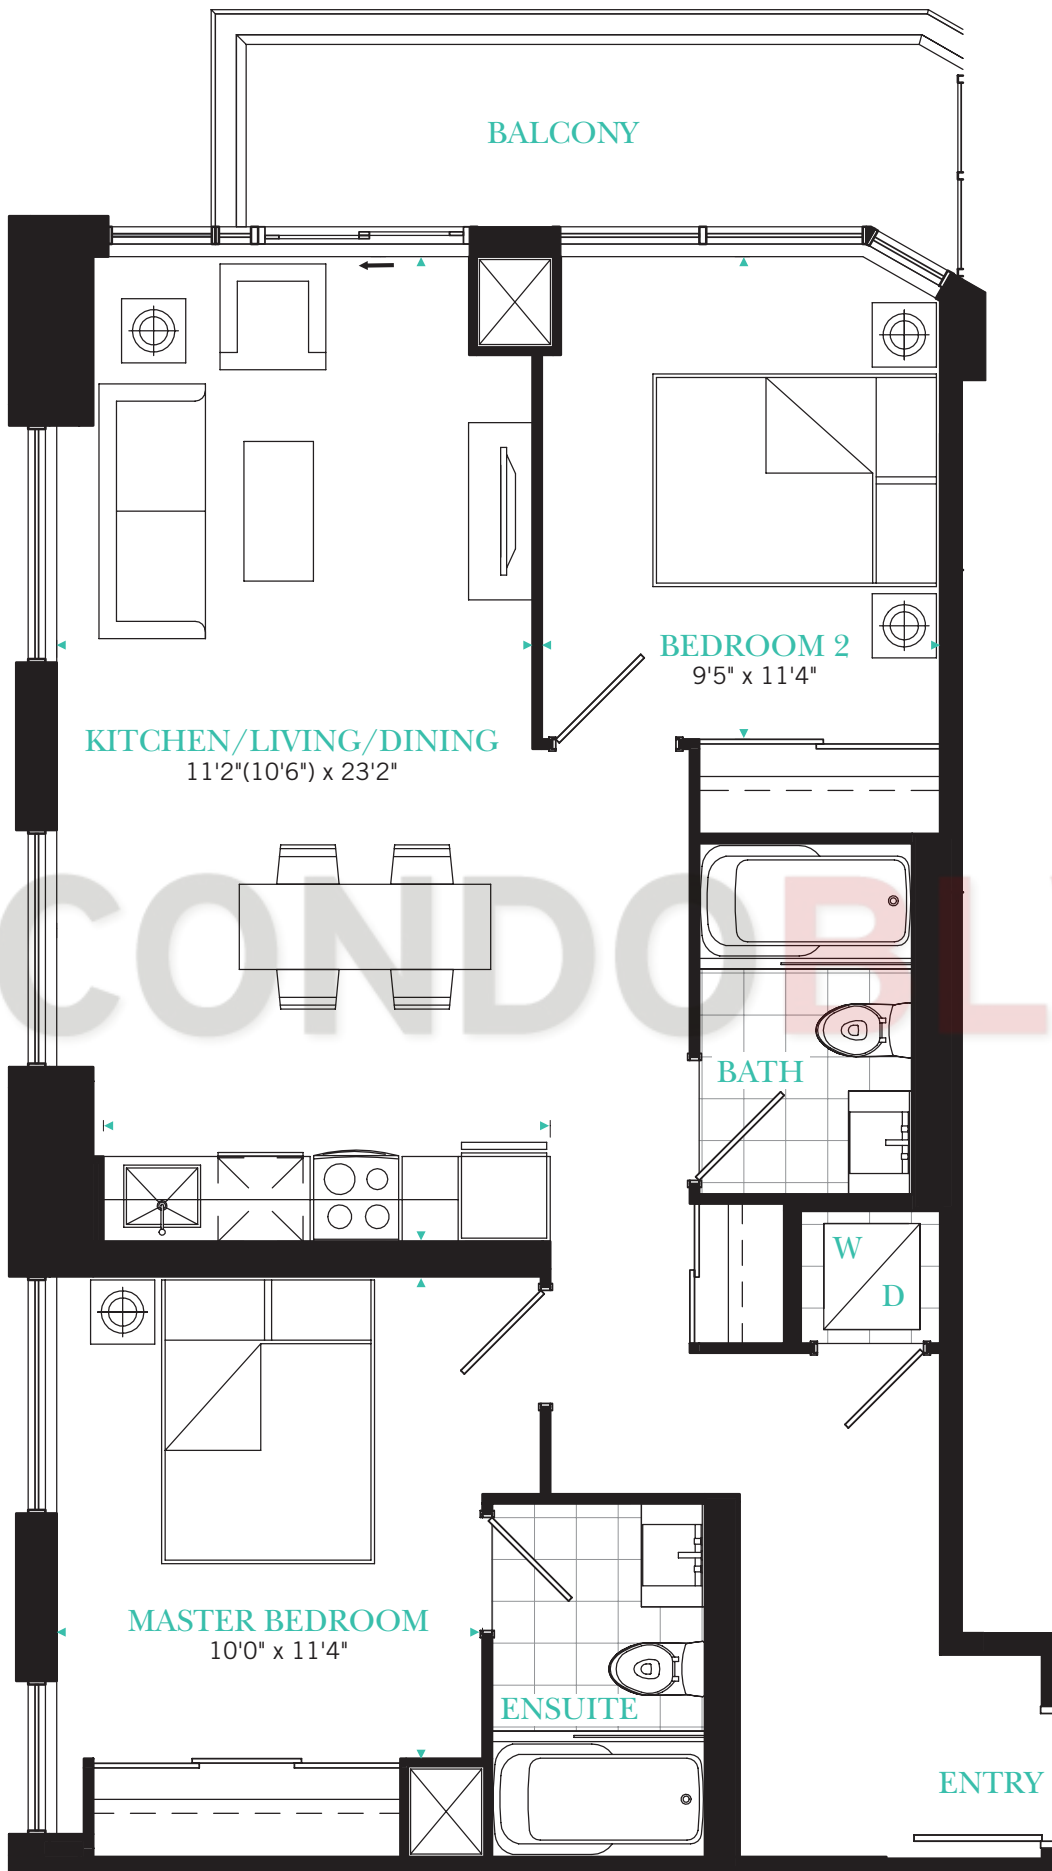 BALCONY
BEDROOM 2
9'5" x 11'4"
KITCHEN/LIVING/DINING
11'2"(10'6") x 23'2"
CONDOBL
BATH
W
D
MASTER BEDROOM
10'0" x 11'4"
ENSUITE
ENTRY